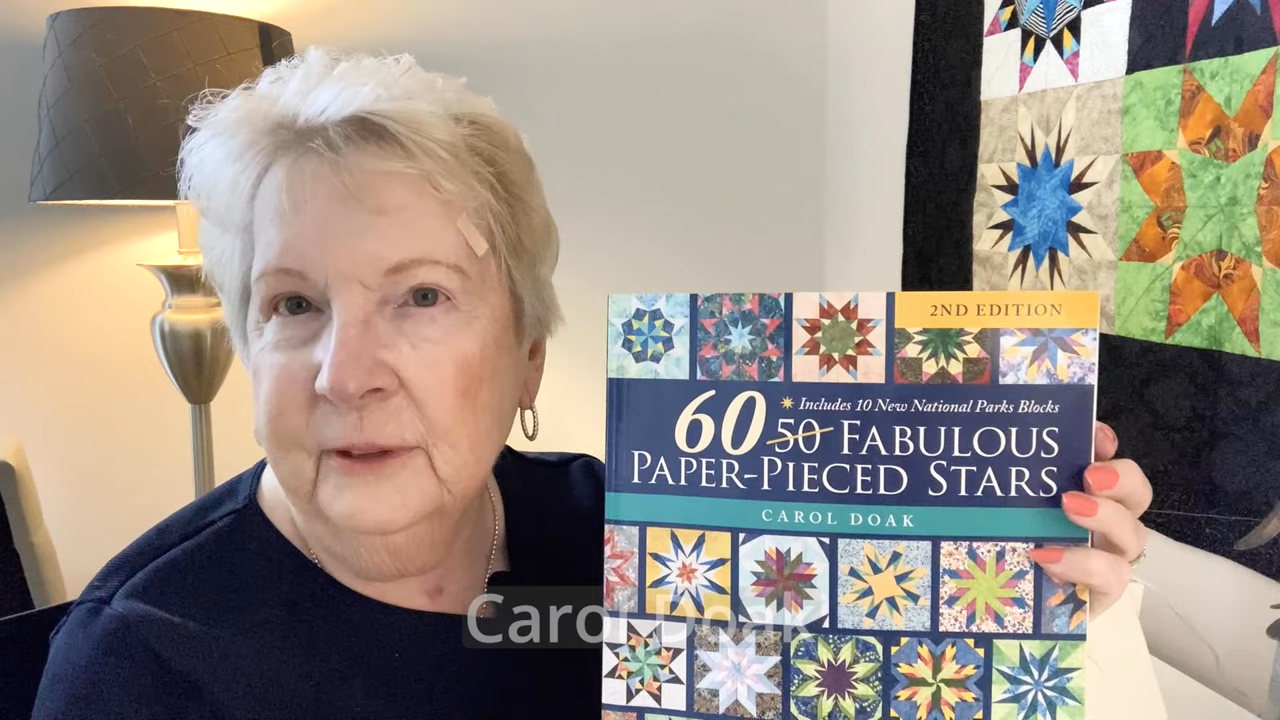 2ND EDITION
Includes 10 New National Parks Blocks
60 50 FABULOUS
PAPER-PIECED STARS
CAROL DOAK
Carol Doak